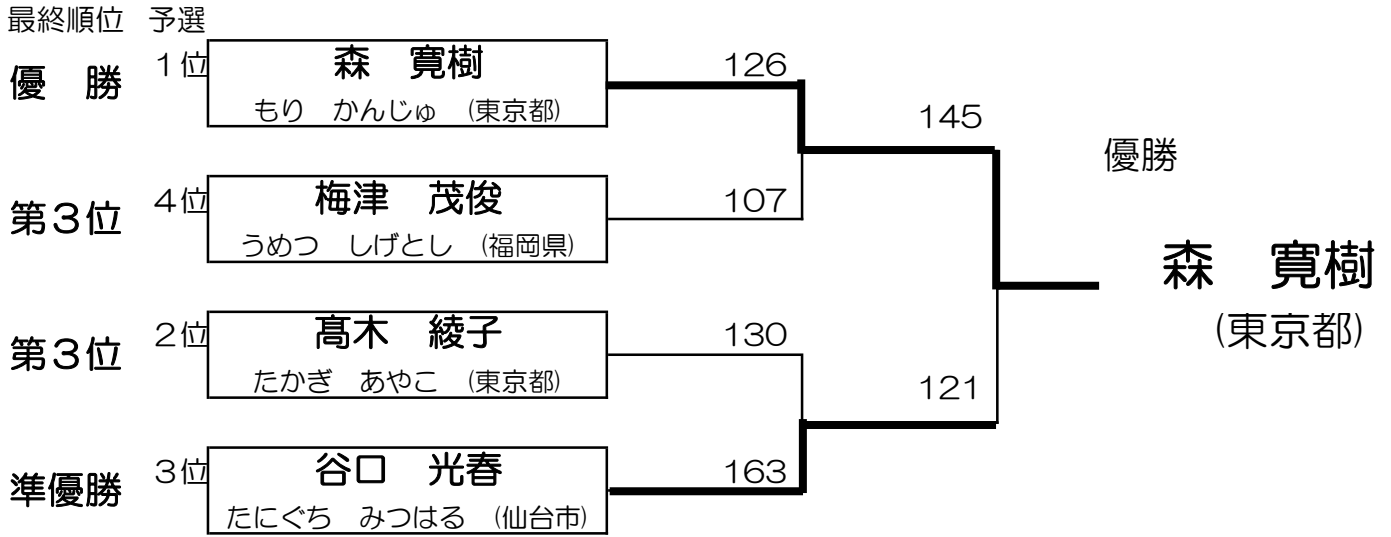 最終順位 予選
優 勝
1位
森 寛樹
もり かんじゅ (東京都)
126
145
優勝
第3位
4位
梅津 茂俊
うめつ しげとし (福岡県)
107
森 寛樹
(東京都)
第3位
2位
髙木 綾子
たかぎ あやこ (東京都)
130
121
準優勝
3位
谷口 光春
たにぐち みつはる (仙台市)
163